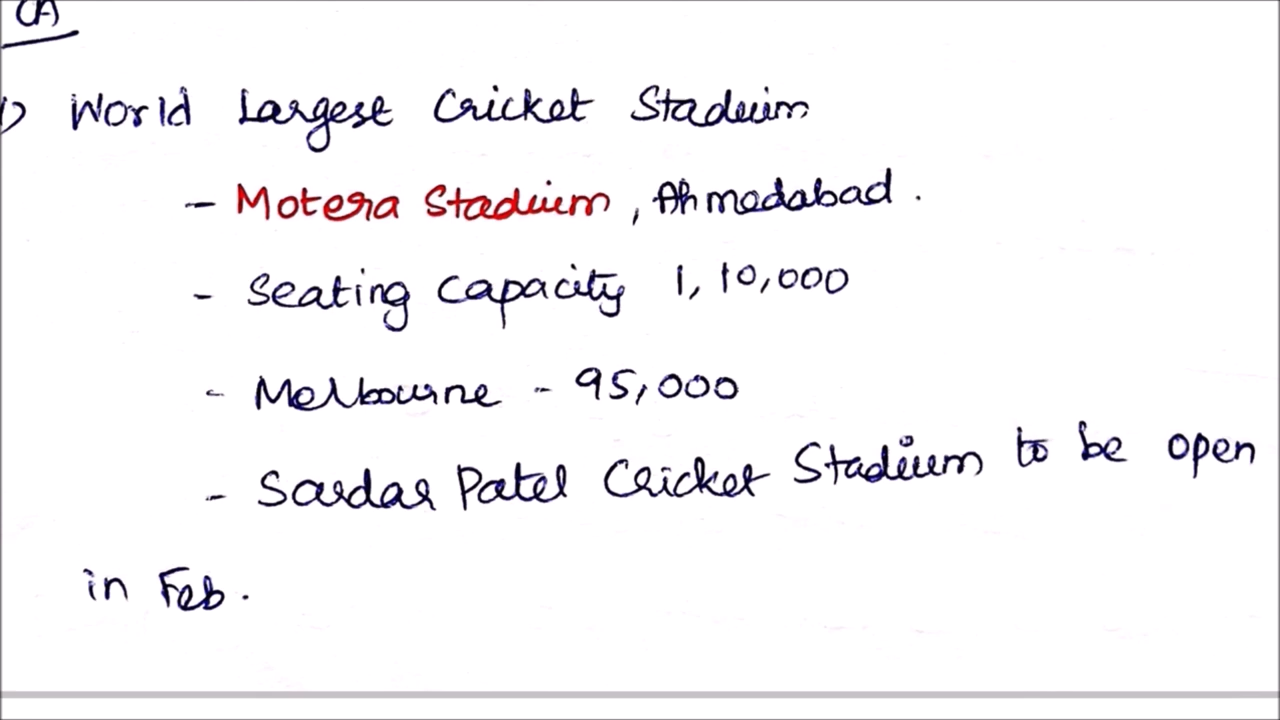 CA
1) World Largest Cricket Stadium
- Motera Stadium, Ahmedabad.
- Seating Capacity 1,10,000
- Melbourne - 95,000
- Sardar Patel Cricket Stadium to be open
in Feb.